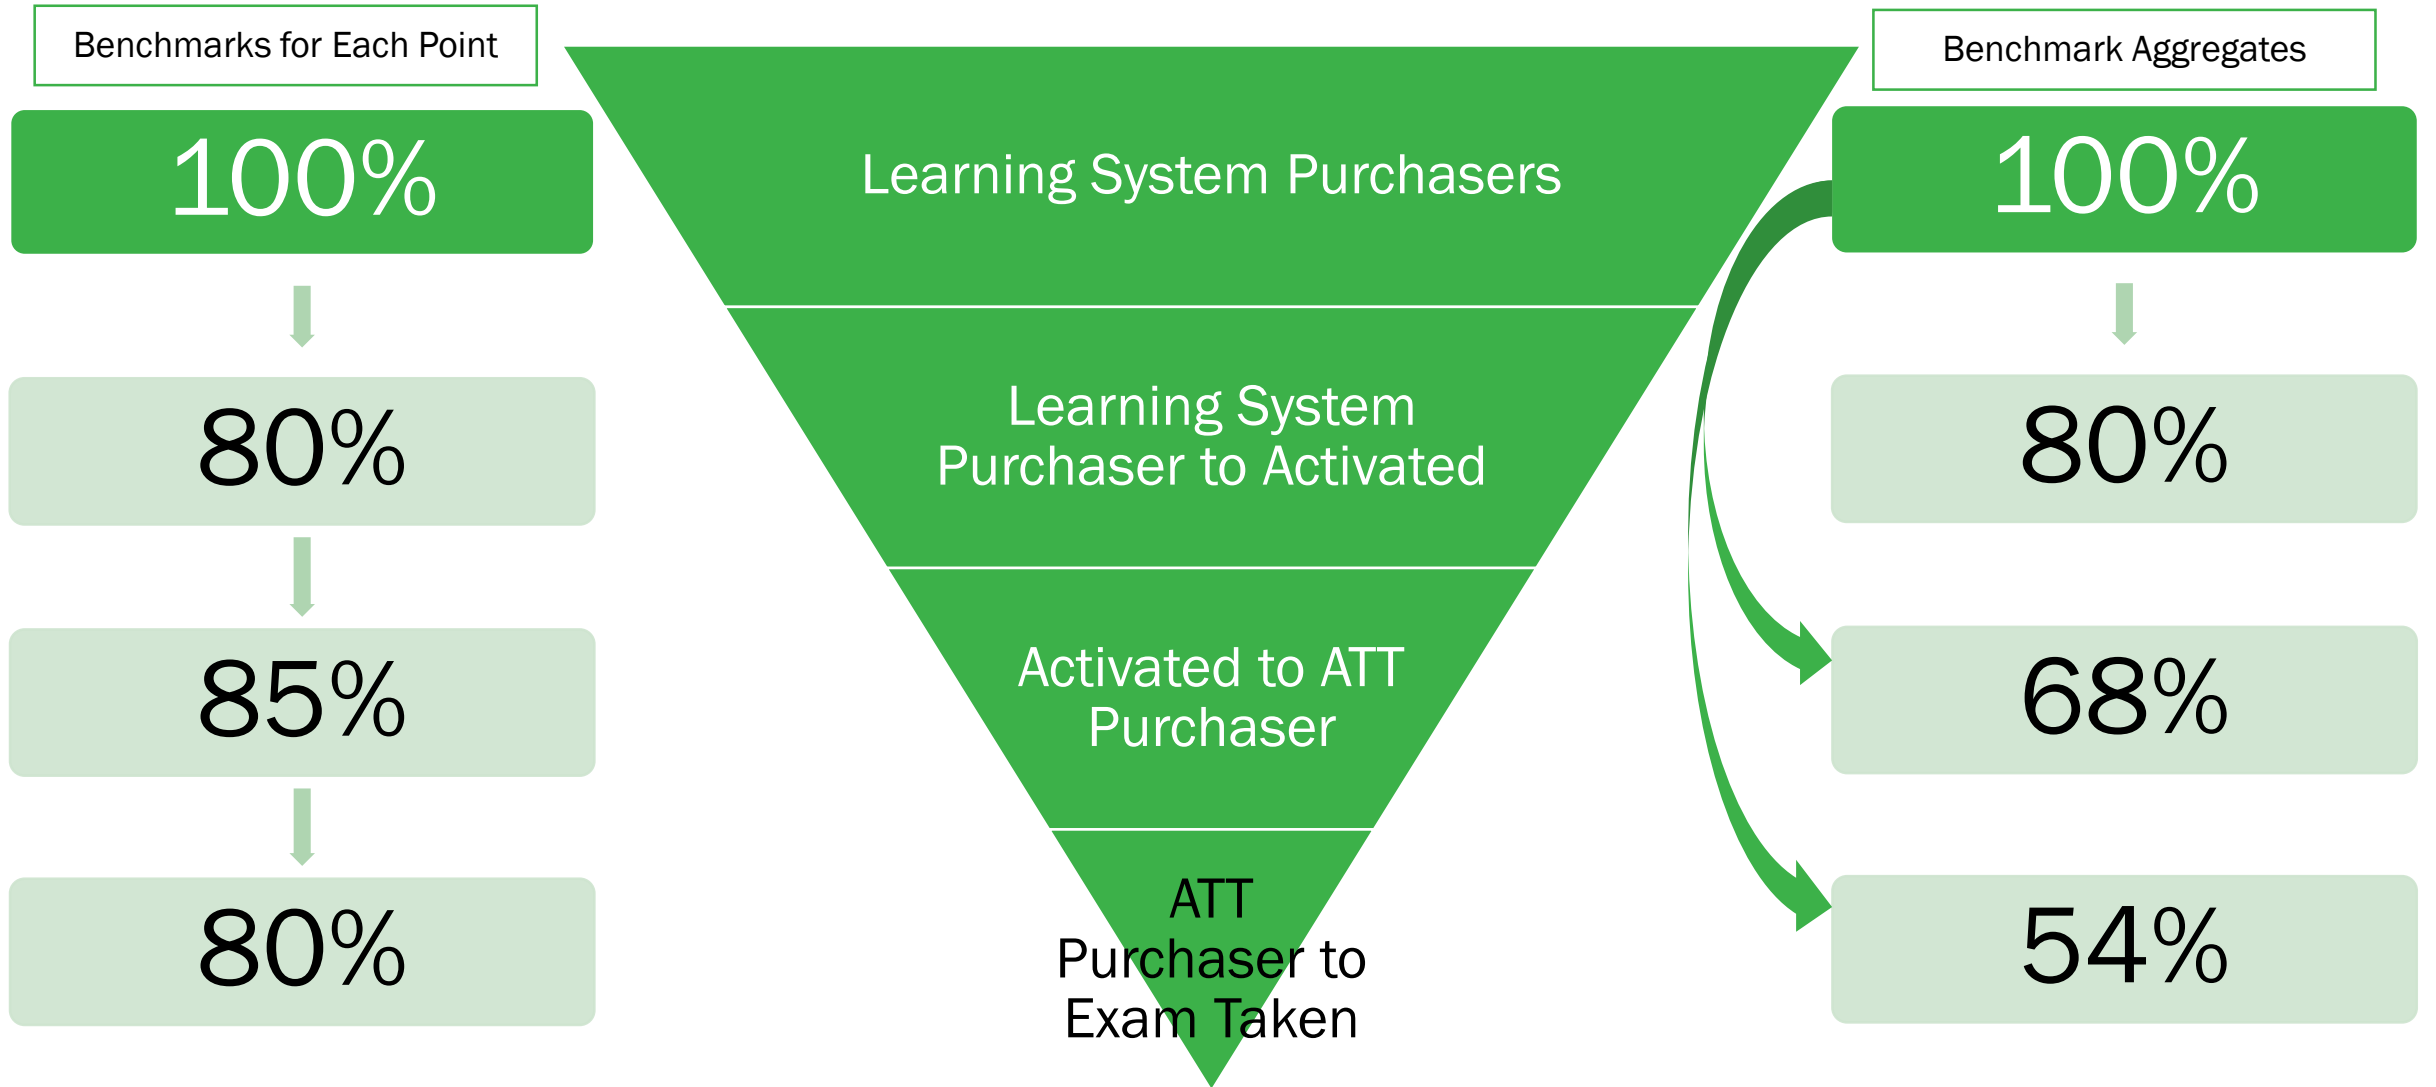 Benchmarks for Each Point
Benchmark Aggregates
100%
Learning System Purchasers
100%
80%
Learning System
Purchaser to Activated
80%
85%
Activated to ATT
Purchaser
68%
80%
ATT
Purchaser to
Exam Taken
54%